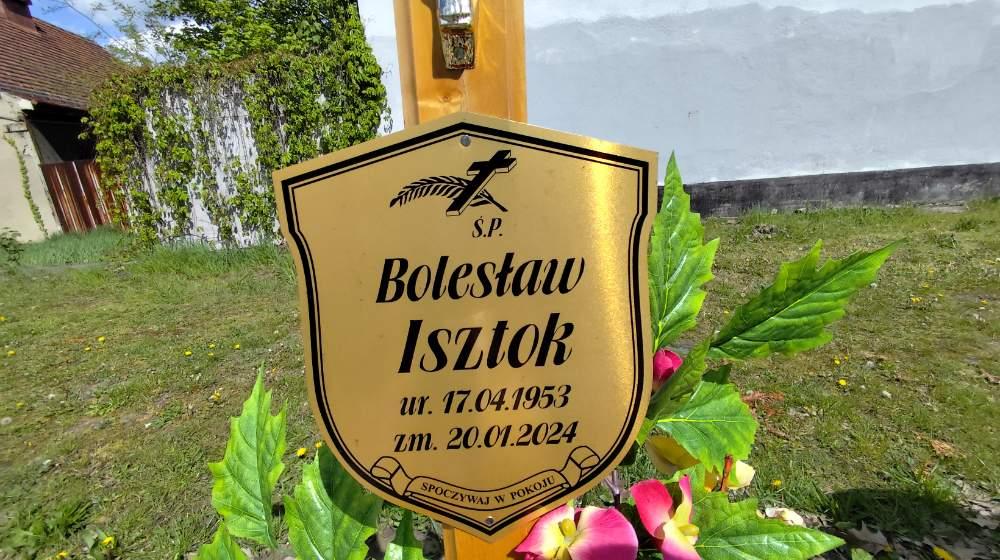 Ś.P.
Bolesław
Isztok
ur. 17.04.1953
zm. 20.01.2024
SPOCZYWAJ W POKOJU